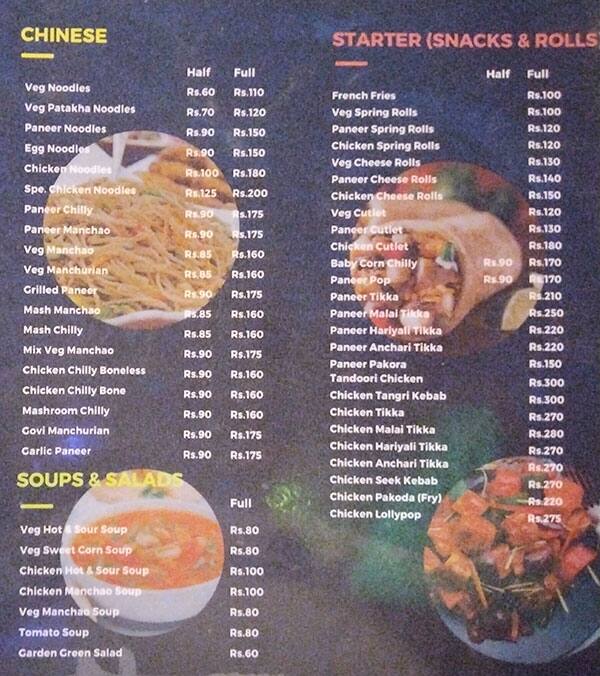 CHINESE
Half Full
Veg Noodles Rs.60 Rs.110
Veg Patakha Noodles Rs.70 Rs.120
Paneer Noodles Rs.90 Rs.150
Egg Noodles Rs.90 Rs.150
Chicken Noodles Rs.100 Rs.180
Spe. Chicken Noodles Rs.125 Rs.200
Paneer Chilly Rs.90 Rs.175
Paneer Manchao Rs.90 Rs.175
Veg Manchao Rs.85 Rs.160
Veg Manchurian Rs.85 Rs.160
Grilled Paneer Rs.90 Rs.175
Mash Manchao Rs.85 Rs.160
Mash Chilly Rs.85 Rs.160
Mix Veg Manchao Rs.90 Rs.175
Chicken Chilly Boneless Rs.90 Rs.160
Chicken Chilly Bone Rs.90 Rs.160
Mashroom Chilly Rs.90 Rs.160
Govi Manchurian Rs.90 Rs.175
Garlic Paneer Rs.90 Rs.175
SOUPS & SALADS
Full
Veg Hot & Sour Soup Rs.80
Veg Sweet Corn Soup Rs.80
Chicken Hot & Sour Soup Rs.100
Chicken Manchao Soup Rs.100
Veg Manchao Soup Rs.80
Tomato Soup Rs.80
Garden Green Salad Rs.60
STARTER (SNACKS & ROLLS
Half Full
French Fries Rs.100
Veg Spring Rolls Rs.100
Paneer Spring Rolls Rs.120
Chicken Spring Rolls Rs.120
Veg Cheese Rolls Rs.130
Paneer Cheese Rolls Rs.140
Chicken Cheese Rolls Rs.150
Veg Cutlet Rs.120
Paneer Cutlet Rs.130
Chicken Cutlet Rs.180
Baby Corn Chilly Rs.90 Rs.170
Paneer Pop Rs.90 Rs.170
Paneer Tikka Rs.210
Paneer Malai Tikka Rs.250
Paneer Hariyali Tikka Rs.220
Paneer Anchari Tikka Rs.220
Paneer Pakora Rs.150
Tandoori Chicken Rs.300
Chicken Tangri Kebab Rs.300
Chicken Tikka Rs.270
Chicken Malai Tikka Rs.280
Chicken Hariyali Tikka Rs.270
Chicken Anchari Tikka Rs.270
Chicken Seek Kebab Rs.270
Chicken Pakoda (Fry) Rs.220
Chicken Lollypop Rs.275